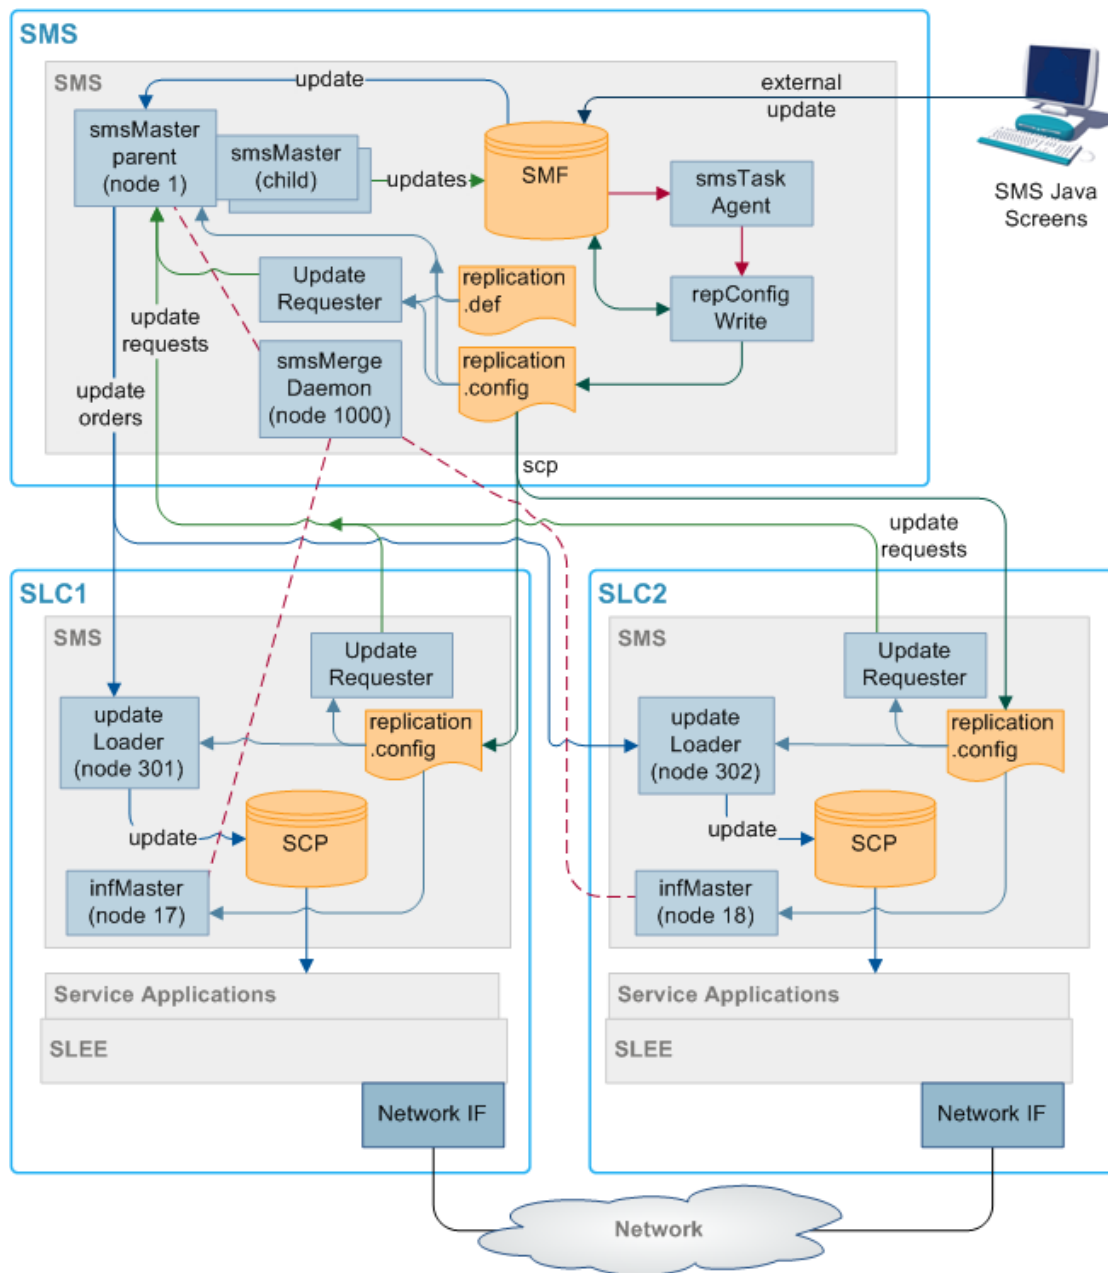 SMS
SMS
update
external
update
smsMaster
parent
(node 1)
smsMaster
(child)
updates
SMF
smsTask
Agent
SMS Java
Screens
Update
Requester
replication
.def
repConfig
Write
update
requests
smsMerge
Daemon
(node 1000)
replication
.config
update
orders
scp
update
requests
SLC1
SMS
Update
Requester
update
Loader
(node 301)
replication
.config
update
SCP
infMaster
(node 17)
Service Applications
SLEE
Network IF
SLC2
SMS
Update
Requester
update
Loader
(node 302)
replication
.config
update
SCP
infMaster
(node 18)
Service Applications
SLEE
Network IF
Network